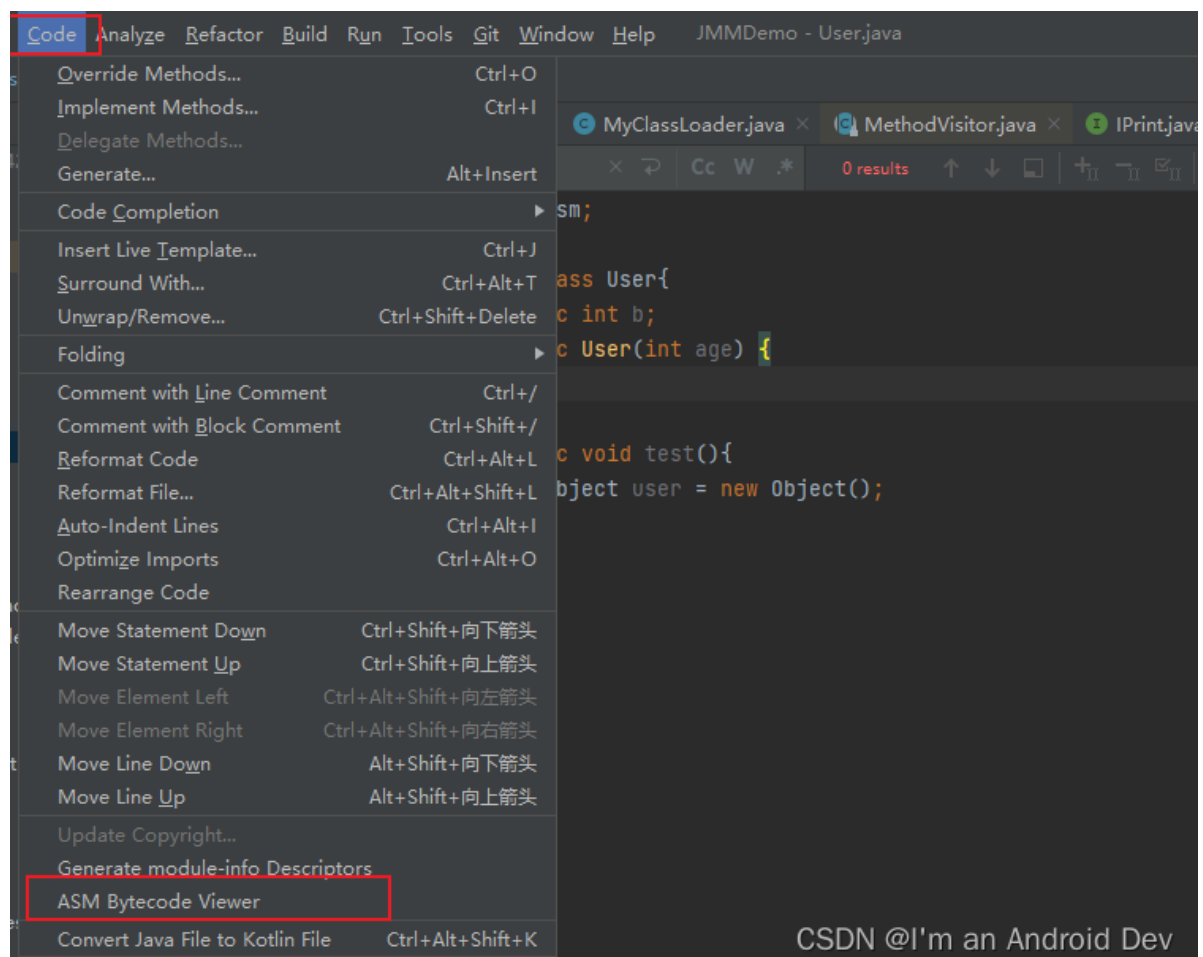 Code Analyze Refactor Build Run Tools Git Window Help JMMDemo - User.java
Override Methods... Ctrl+O
Implement Methods... Ctrl+I
MyClassLoader.java MethodVisitor.java IPrint.java
Delegate Methods...
Generate... Alt+Insert
Cc W .* 0 results
Code Completion
sm;
Insert Live Template... Ctrl+J
Surround With... Ctrl+Alt+T
ass User{
Unwrap/Remove... Ctrl+Shift+Delete
c int b;
Folding
c User(int age) {
Comment with Line Comment Ctrl+/
Comment with Block Comment Ctrl+Shift+/
Reformat Code Ctrl+Alt+L
c void test(){
Reformat File... Ctrl+Alt+Shift+L
bject user = new Object();
Auto-Indent Lines Ctrl+Alt+I
Optimize Imports Ctrl+Alt+O
Rearrange Code
Move Statement Down Ctrl+Shift+向下箭头
Move Statement Up Ctrl+Shift+向上箭头
Move Element Left Ctrl+Alt+Shift+向左箭头
Move Element Right Ctrl+Alt+Shift+向右箭头
Move Line Down Alt+Shift+向下箭头
Move Line Up Alt+Shift+向上箭头
Update Copyright...
Generate module-info Descriptors
ASM Bytecode Viewer
Convert Java File to Kotlin File Ctrl+Alt+Shift+K
CSDN @I'm an Android Dev